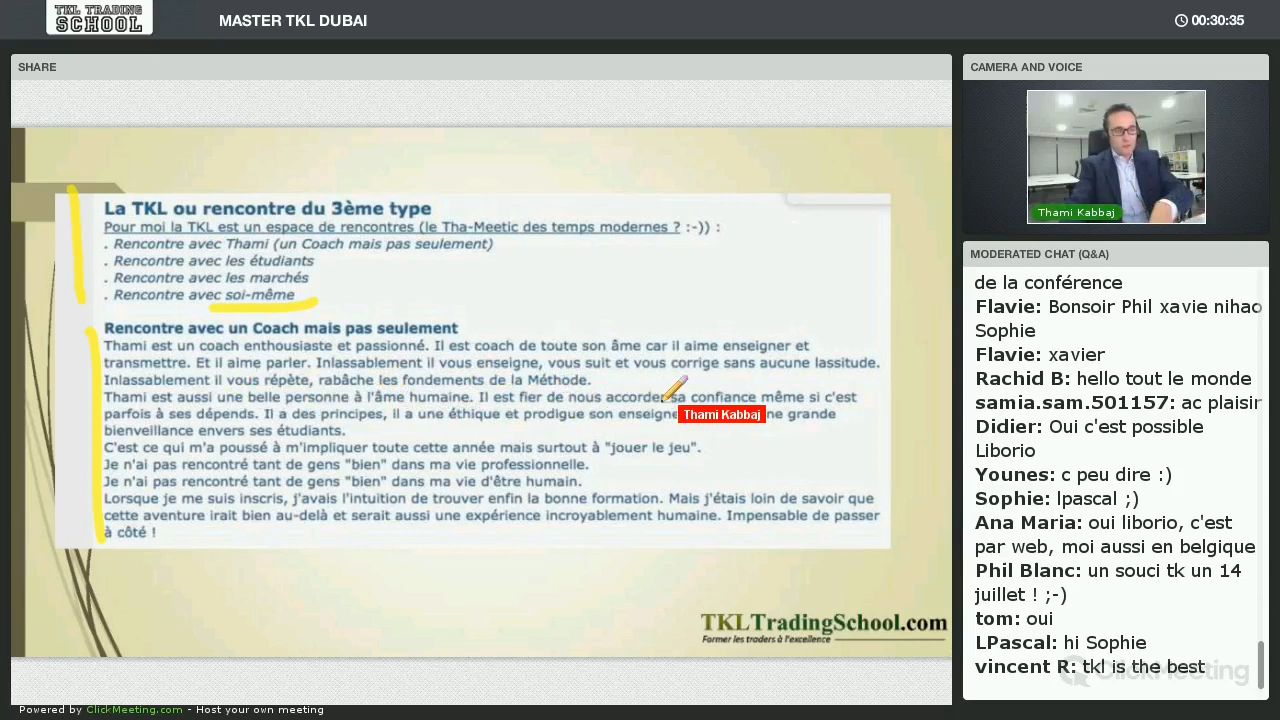 TKL TRADING
SCHOOL
MASTER TKL DUBAI
00:30:35
SHARE
La TKL ou rencontre du 3ème type
Pour moi la TKL est un espace de rencontres (le Tha-Meetic des temps modernes ? :-)) :
. Rencontre avec Thami (un Coach mais pas seulement)
. Rencontre avec les étudiants
. Rencontre avec les marchés
. Rencontre avec soi-même
Rencontre avec un Coach mais pas seulement
Thami est un coach enthousiaste et passionné. Il est coach de toute son âme car il aime enseigner et
transmettre. Et il aime parler. Inlassablement il vous enseigne, vous suit et vous corrige sans aucune lassitude.
Inlassablement il vous répète, rabâche les fondements de la Méthode.
Thami est aussi une belle personne à l'âme humaine. Il est fier de nous accorder sa confiance même si c'est
parfois à ses dépends. Il a des principes, il a une éthique et prodigue son enseigne Thami Kabbaj ne grande
bienveillance envers ses étudiants.
C'est ce qui m'a poussé à m'impliquer toute cette année mais surtout à "jouer le jeu".
Je n'ai pas rencontré tant de gens "bien" dans ma vie professionnelle.
Je n'ai pas rencontré tant de gens "bien" dans ma vie d'être humain.
Lorsque je me suis inscris, j'avais l'intuition de trouver enfin la bonne formation. Mais j'étais loin de savoir que
cette aventure irait bien au-delà et serait aussi une expérience incroyablement humaine. Impensable de passer
à côté !
TKLTradingSchool.com
Former les traders à l'excellence
Powered by ClickMeeting.com - Host your own meeting
CAMERA AND VOICE
Thami Kabbaj
MODERATED CHAT (Q&A)
de la conférence
Flavie: Bonsoir Phil xavie nihao
Sophie
Flavie: xavier
Rachid B: hello tout le monde
samia.sam.501157: ac plaisir
Didier: Oui c'est possible
Liborio
Younes: c peu dire :)
Sophie: lpascal ;)
Ana Maria: oui liborio, c'est
par web, moi aussi en belgique
Phil Blanc: un souci tk un 14
juillet ! ;-)
tom: oui
LPascal: hi Sophie
vincent R: tkl is the best
ClickMeeting